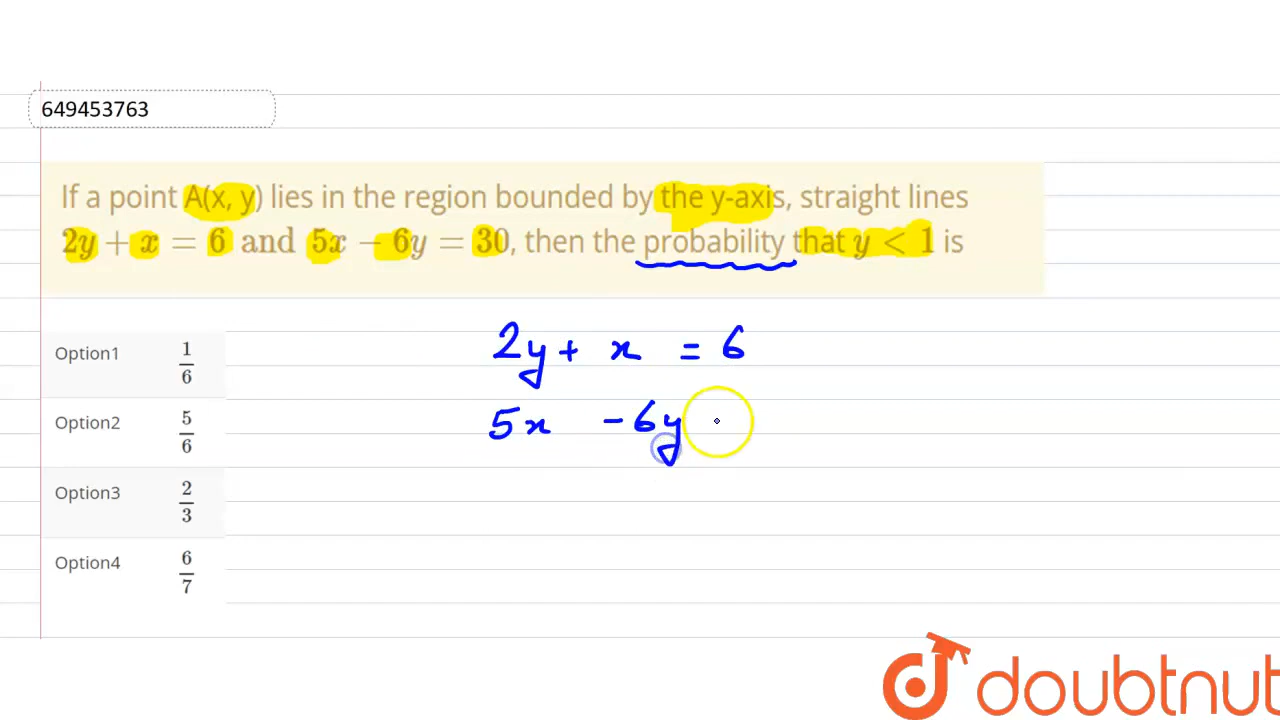 649453763
If a point A(x, y) lies in the region bounded by the y-axis, straight lines
2y + x = 6 and 5x − 6y = 30, then the probability that y < 1 is
2y + x = 6
Option1 1/6
5x − 6y
Option2 5/6
Option3 2/3
Option4 6/7
doubtnut